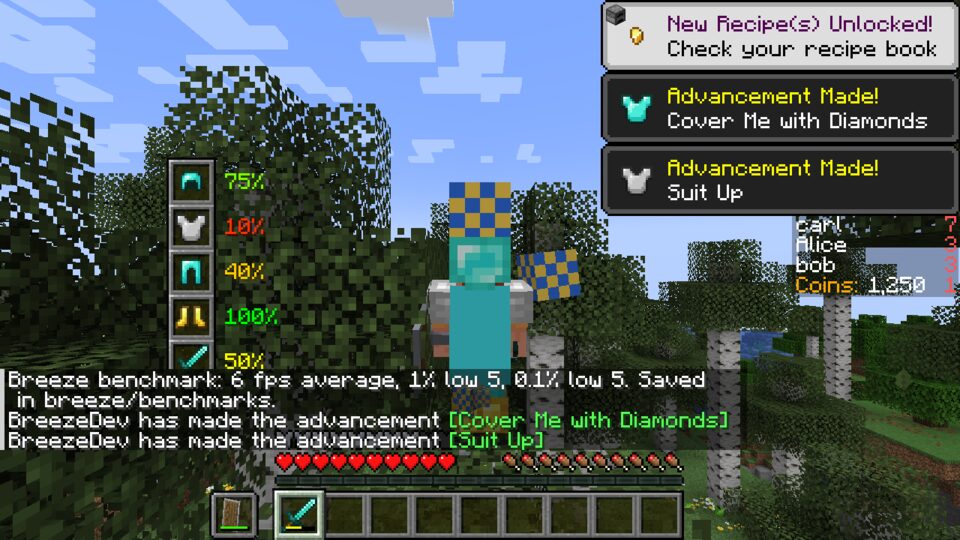 New Recipe(s) Unlocked!
Check your recipe book
Advancement Made!
Cover Me with Diamonds
Advancement Made!
Suit Up
75%
10%
40%
100%
50%
carl 7
Alice 3
bob 3
Coins: 1,250 1
Breeze benchmark: 6 fps average, 1% low 5, 0.1% low 5. Saved
in breeze/benchmarks.
BreezeDev has made the advancement [Cover Me with Diamonds]
BreezeDev has made the advancement [Suit Up]